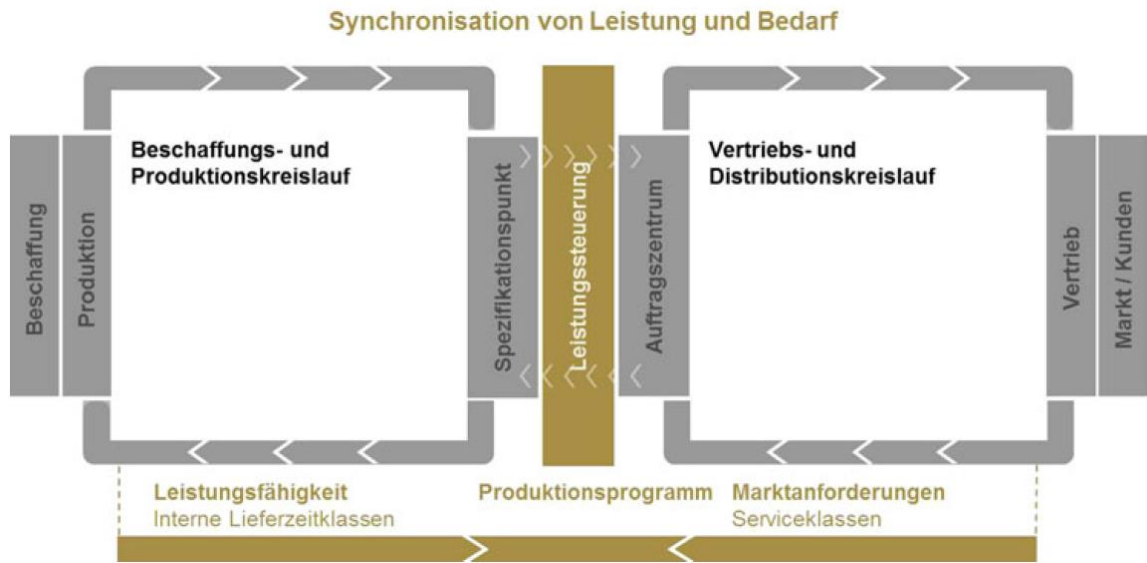 Synchronisation von Leistung und Bedarf
Beschaffung
Produktion
Beschaffungs- und
Produktionskreislauf
Spezifikationspunkt
Leistungssteuerung
Auftragszentrum
Vertriebs- und
Distributionskreislauf
Vertrieb
Markt / Kunden
Leistungsfähigkeit
Interne Lieferzeitklassen
Produktionsprogramm
Marktanforderungen
Serviceklassen